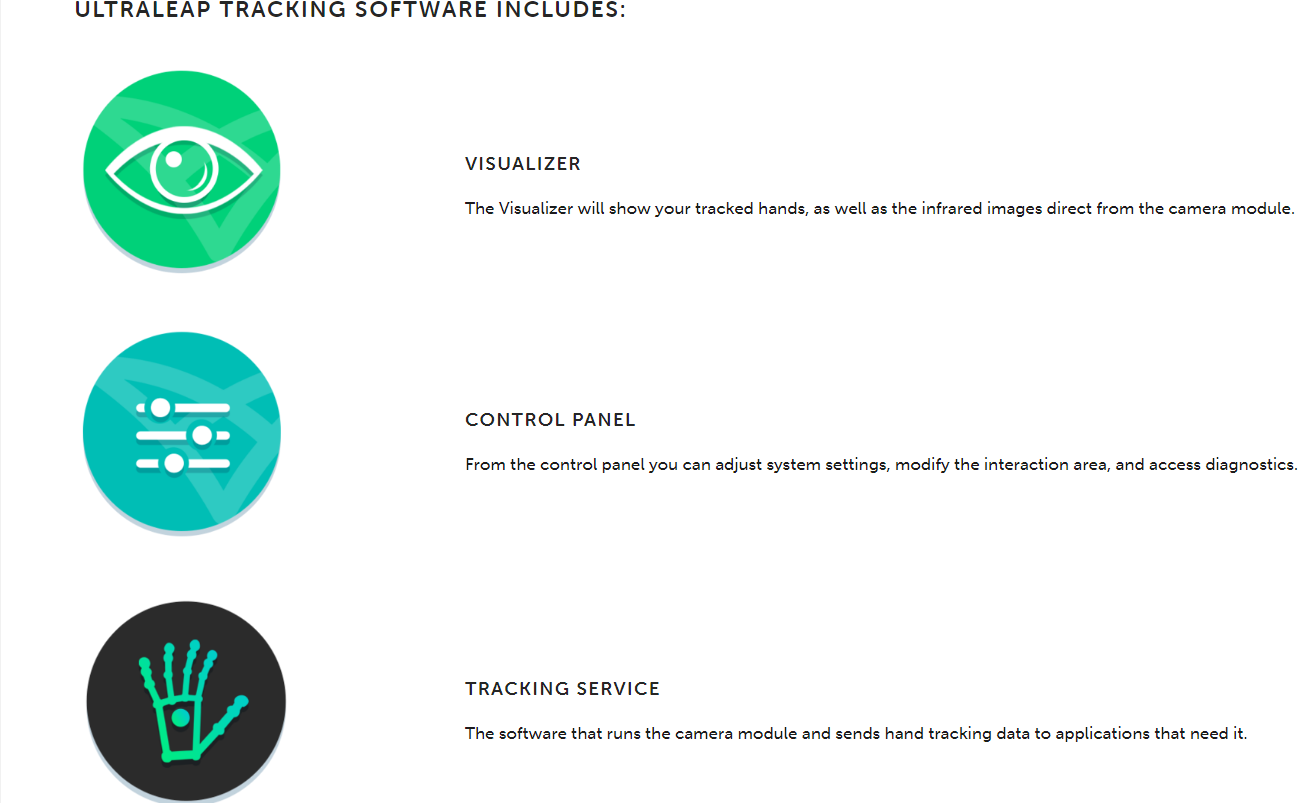 ULTRALEAP TRACKING SOFTWARE INCLUDES:
VISUALIZER
The Visualizer will show your tracked hands, as well as the infrared images direct from the camera module.
CONTROL PANEL
From the control panel you can adjust system settings, modify the interaction area, and access diagnostics.
TRACKING SERVICE
The software that runs the camera module and sends hand tracking data to applications that need it.